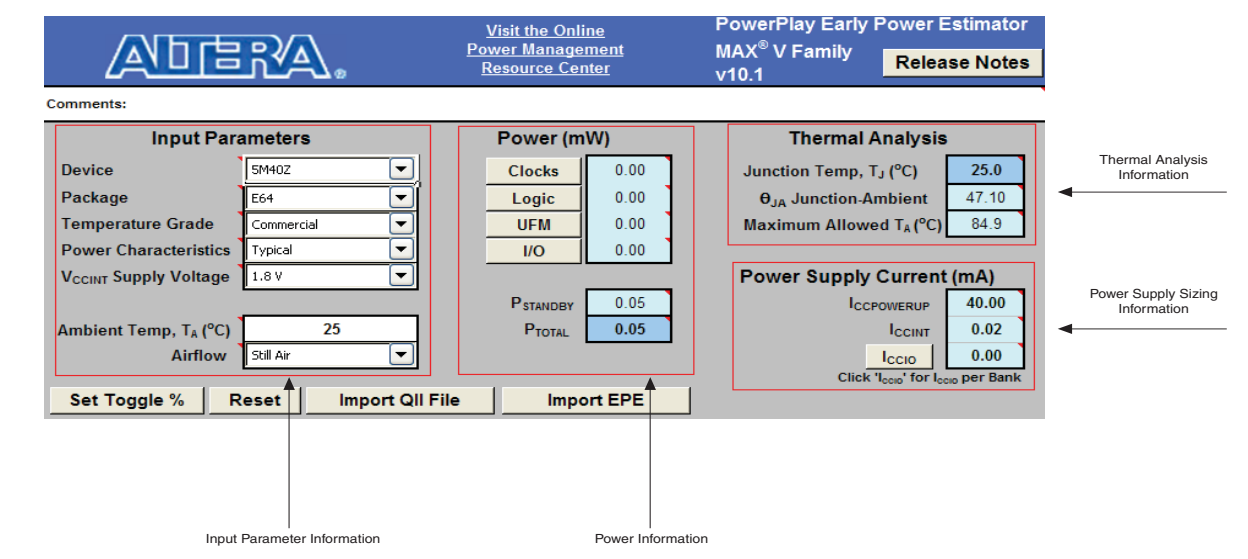 ALTERA®
Visit the Online
Power Management
Resource Center
PowerPlay Early Power Estimator
MAX® V Family
v10.1
Release Notes
Comments:
Input Parameters
Device 5M40Z
Package E64
Temperature Grade Commercial
Power Characteristics Typical
VCCINT Supply Voltage 1.8 V
Ambient Temp, TA (°C) 25
Airflow Still Air
Power (mW)
Clocks 0.00
Logic 0.00
UFM 0.00
I/O 0.00
PSTANDBY 0.05
PTOTAL 0.05
Thermal Analysis
Junction Temp, TJ (°C) 25.0
θJA Junction-Ambient 47.10
Maximum Allowed TA (°C) 84.9
Power Supply Current (mA)
ICCPOWERUP 40.00
ICCINT 0.02
ICCIO 0.00
Click 'ICCIO' for ICCIO per Bank
Set Toggle % Reset Import QII File Import EPE
Thermal Analysis
Information
Power Supply Sizing
Information
Input Parameter Information
Power Information